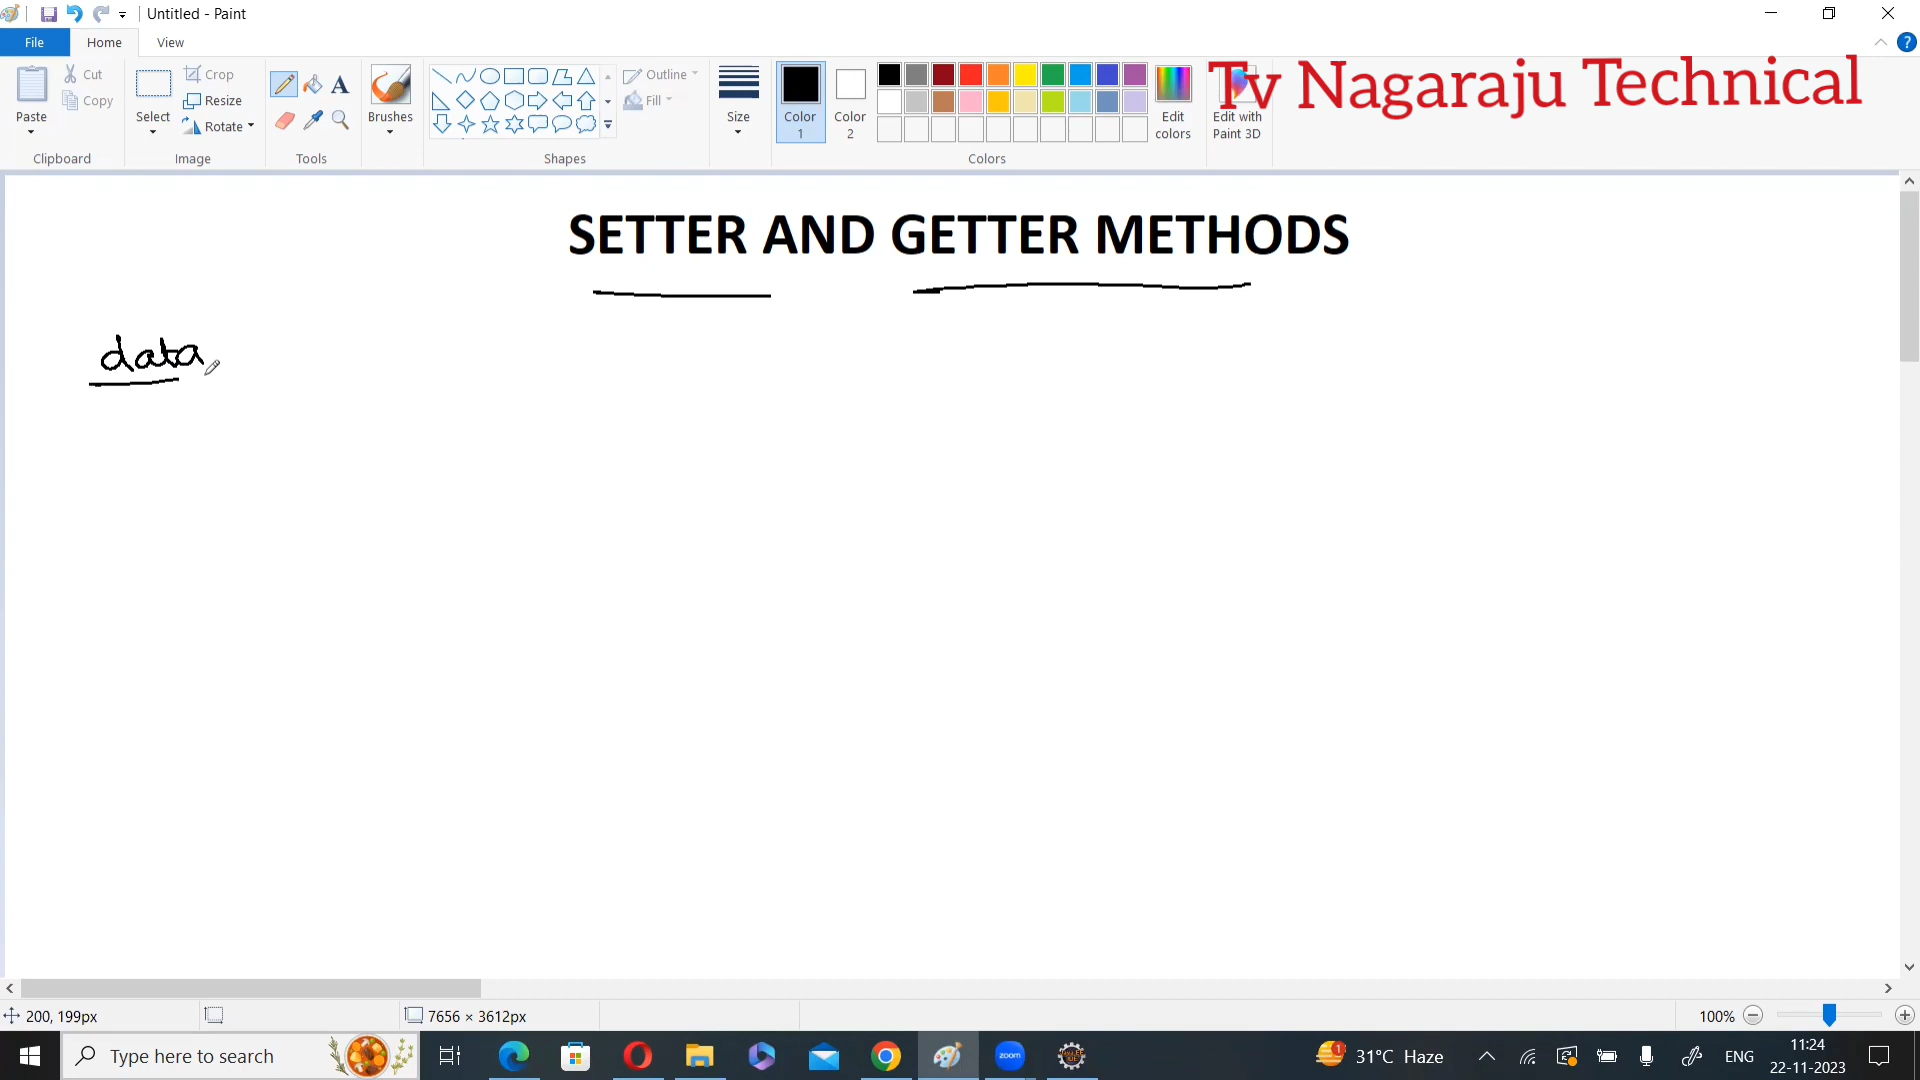 Untitled - Paint
File Home View
Tv Nagaraju Technical
Paste Cut Copy Select Crop Resize Rotate Brushes Outline Fill Size Color 1 Color 2 Edit colors Edit with Paint 3D
Clipboard Image Tools Shapes Colors
SETTER AND GETTER METHODS
data
200, 199px 7656 × 3612px 100%
Type here to search zoom 31°C Haze ENG 11:24
22-11-2023